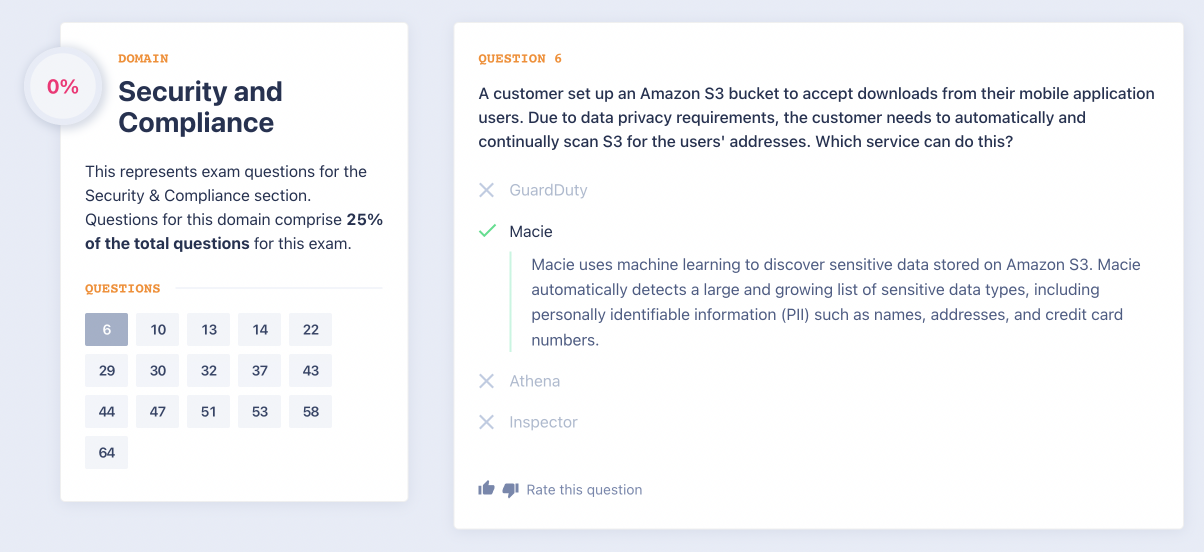 0%
DOMAIN
Security and
Compliance
This represents exam questions for the
Security & Compliance section.
Questions for this domain comprise 25%
of the total questions for this exam.
QUESTIONS
6 10 13 14 22
29 30 32 37 43
44 47 51 53 58
64
QUESTION 6
A customer set up an Amazon S3 bucket to accept downloads from their mobile application
users. Due to data privacy requirements, the customer needs to automatically and
continually scan S3 for the users' addresses. Which service can do this?
GuardDuty
Macie
Macie uses machine learning to discover sensitive data stored on Amazon S3. Macie
automatically detects a large and growing list of sensitive data types, including
personally identifiable information (PII) such as names, addresses, and credit card
numbers.
Athena
Inspector
Rate this question